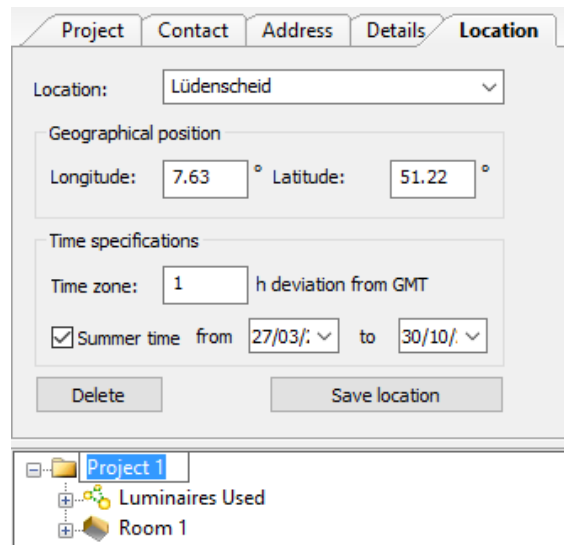 Project Contact Address Details Location
Location: Lüdenscheid
Geographical position
Longitude: 7.63 ° Latitude: 51.22 °
Time specifications
Time zone: 1 h deviation from GMT
Summer time from 27/03/ to 30/10/
Delete Save location
Project 1
Luminaires Used
Room 1